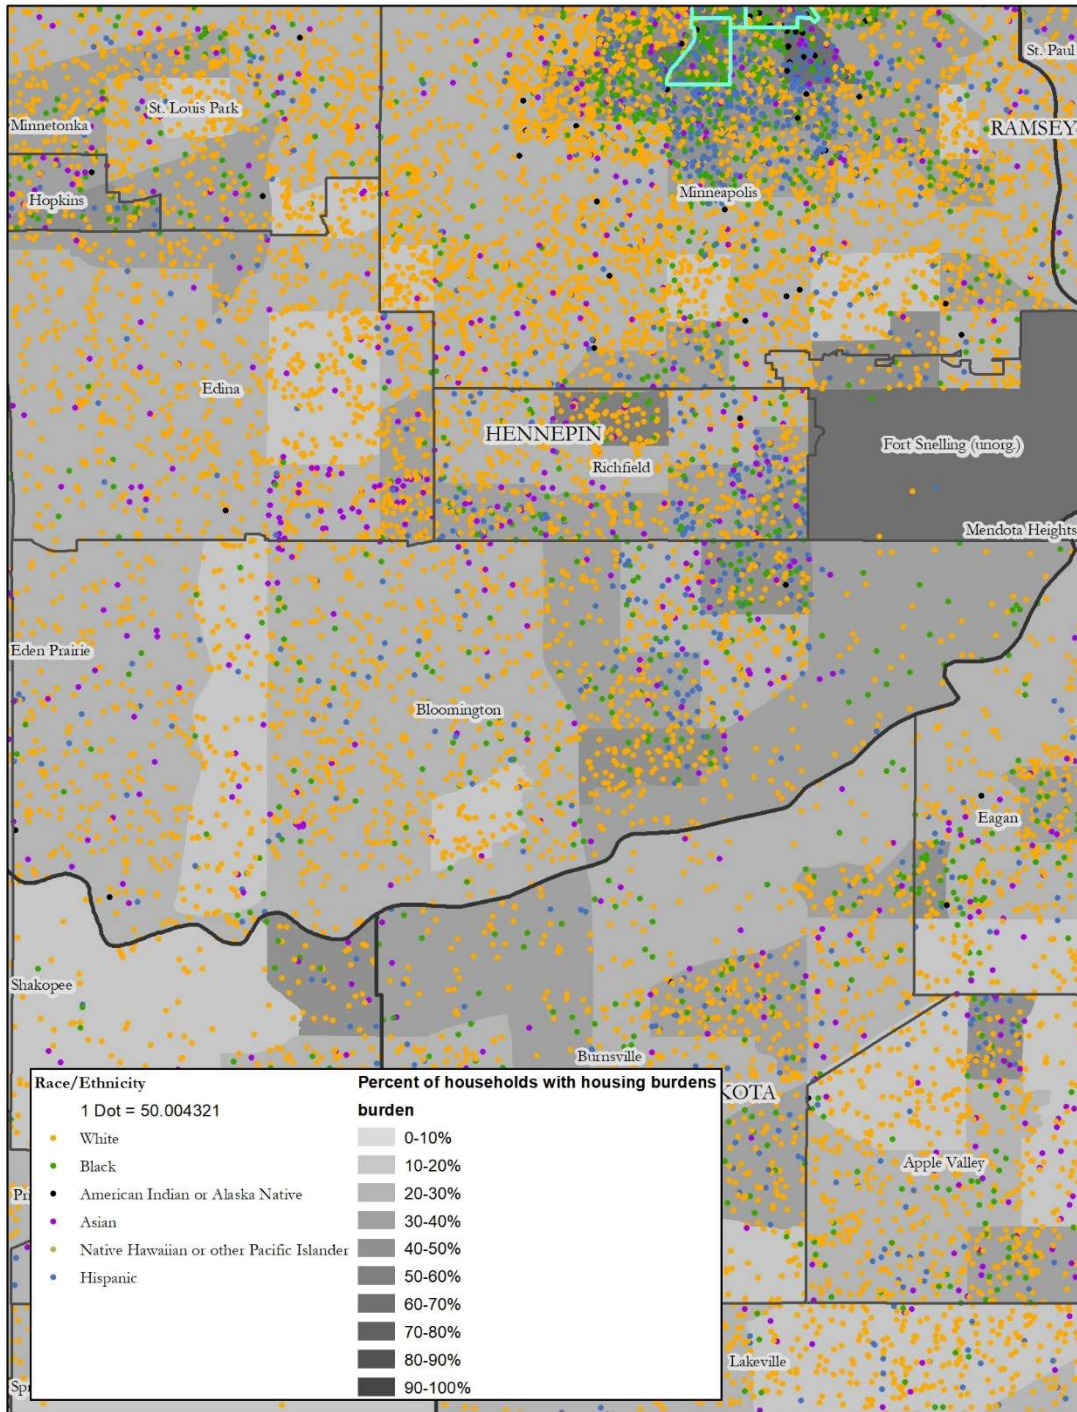 St. Paul
St. Louis Park
Minnetonka
RAMSEY
Hopkins
Minneapolis
Edina
HENNEPIN
Fort Snelling (unorg.)
Richfield
Mendota Heights
Eden Prairie
Bloomington
Eagan
Shakopee
Burnsville
Race/Ethnicity
1 Dot = 50.004321
White
Black
American Indian or Alaska Native
Asian
Native Hawaiian or other Pacific Islander
Hispanic
Percent of households with housing burdens
burden
0-10%
10-20%
20-30%
30-40%
40-50%
50-60%
60-70%
70-80%
80-90%
90-100%
KOTA
Apple Valley
Pri
Lakeville
Spr